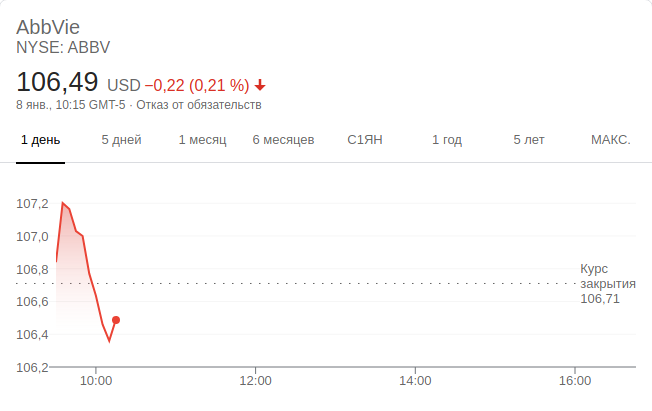 AbbVie
NYSE: ABBV
106,49 USD −0,22 (0,21 %)
8 янв., 10:15 GMT-5 · Отказ от обязательств
1 день 5 дней 1 месяц 6 месяцев С1ЯН 1 год 5 лет МАКС.
107,2
107,0
106,8
106,6
106,4
106,2
Курс
закрытия
106,71
10:00 12:00 14:00 16:00